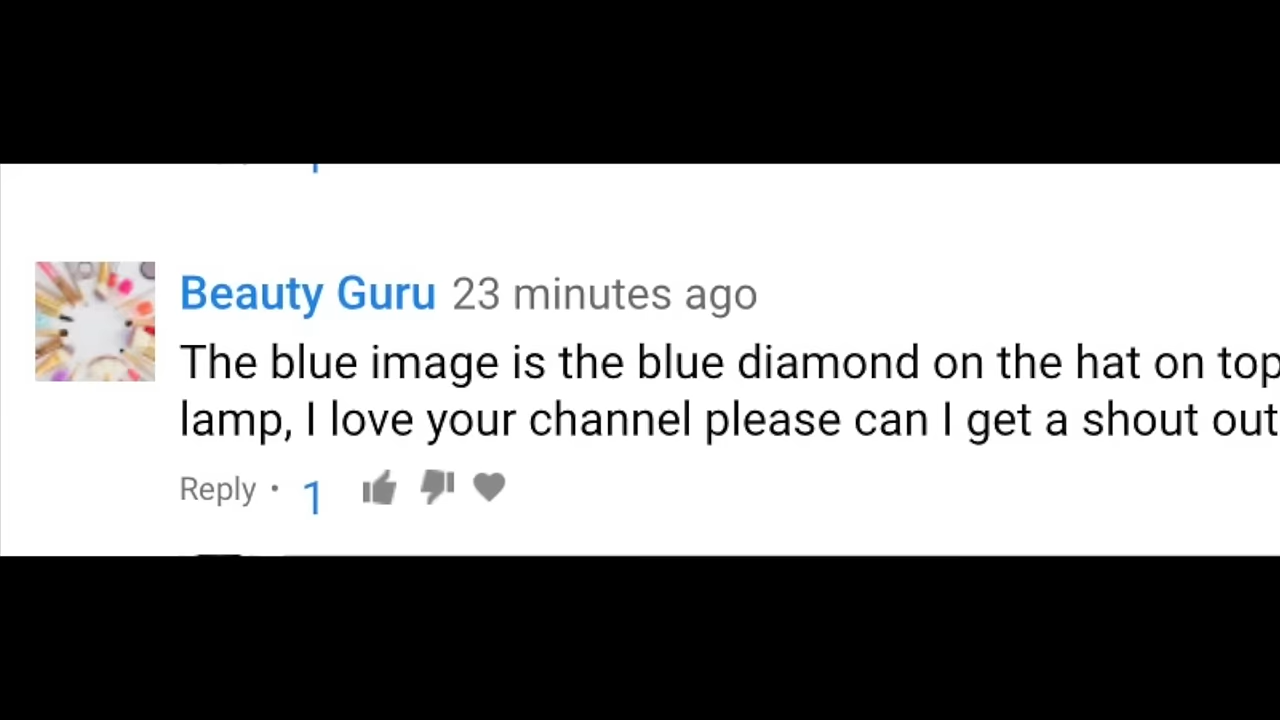 Beauty Guru 23 minutes ago
The blue image is the blue diamond on the hat on top
lamp, I love your channel please can I get a shout out
Reply • 1